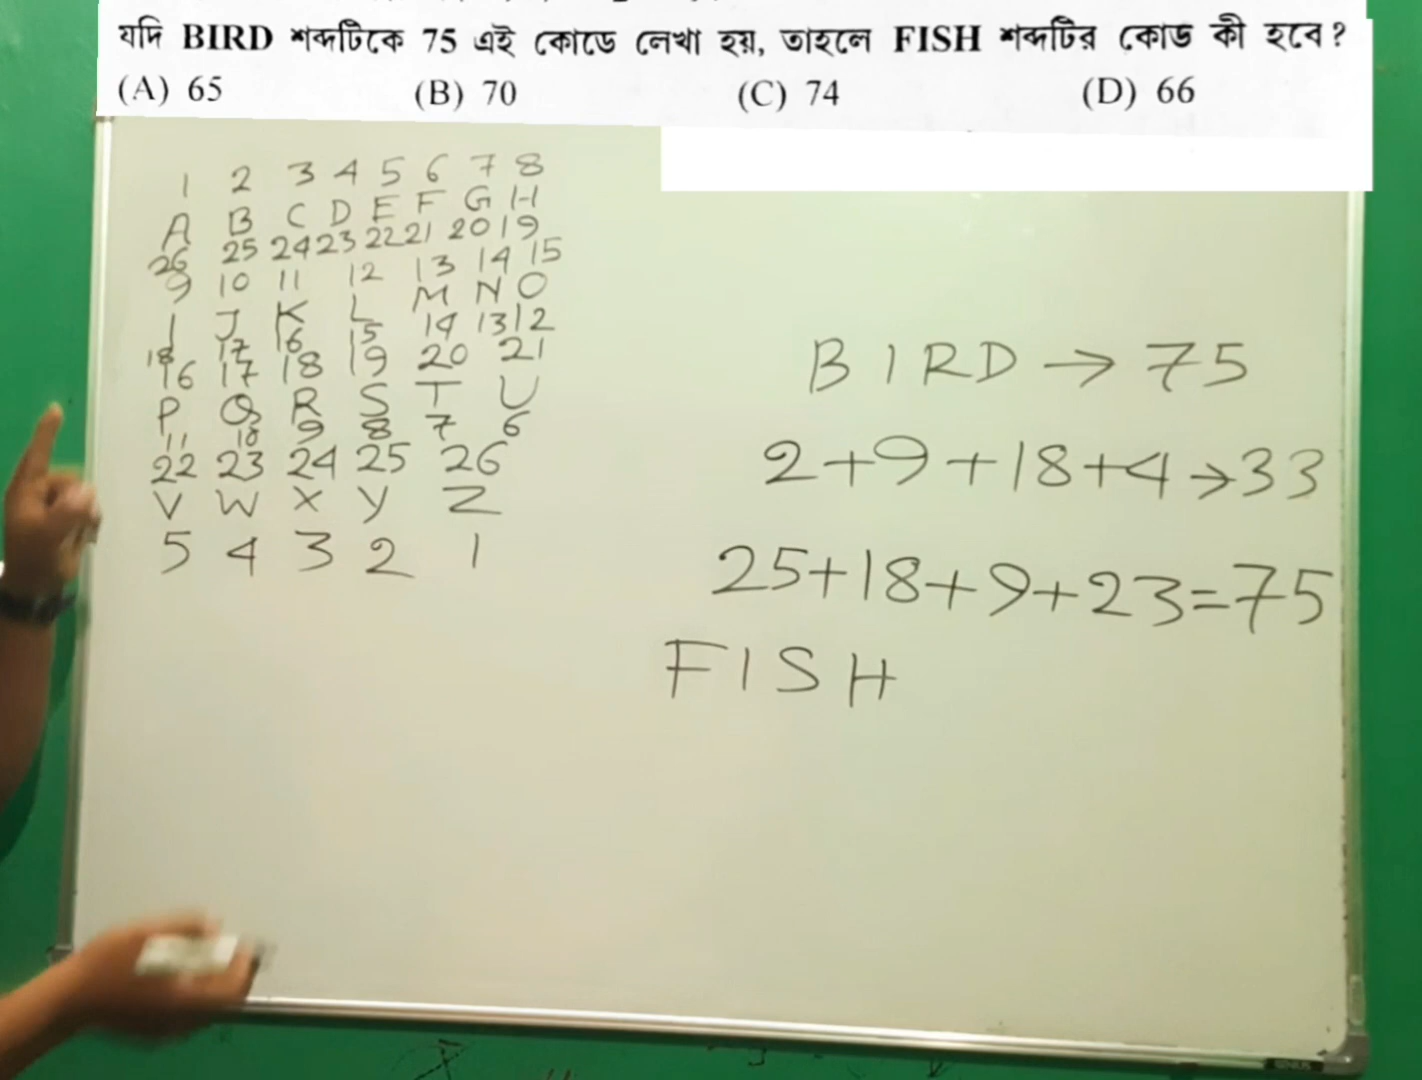 যদি BIRD শব্দটিকে 75 এই কোডে লেখা হয়, তাহলে FISH শব্দটির কোড কী হবে?
(A) 65 (B) 70 (C) 74 (D) 66
1 2 3 4 5 6 7 8
A B C D E F G H
26 25 24 23 22 21 20 19
9 10 11 12 13 14 15
I J K L M N O
18 17 16 15 14 13 12
16 17 18 19 20 21
P Q R S T U
11 10 9 8 7 6
22 23 24 25 26
V W X Y Z
5 4 3 2 1
BIRD → 75
2+9+18+4→33
25+18+9+23=75
FISH